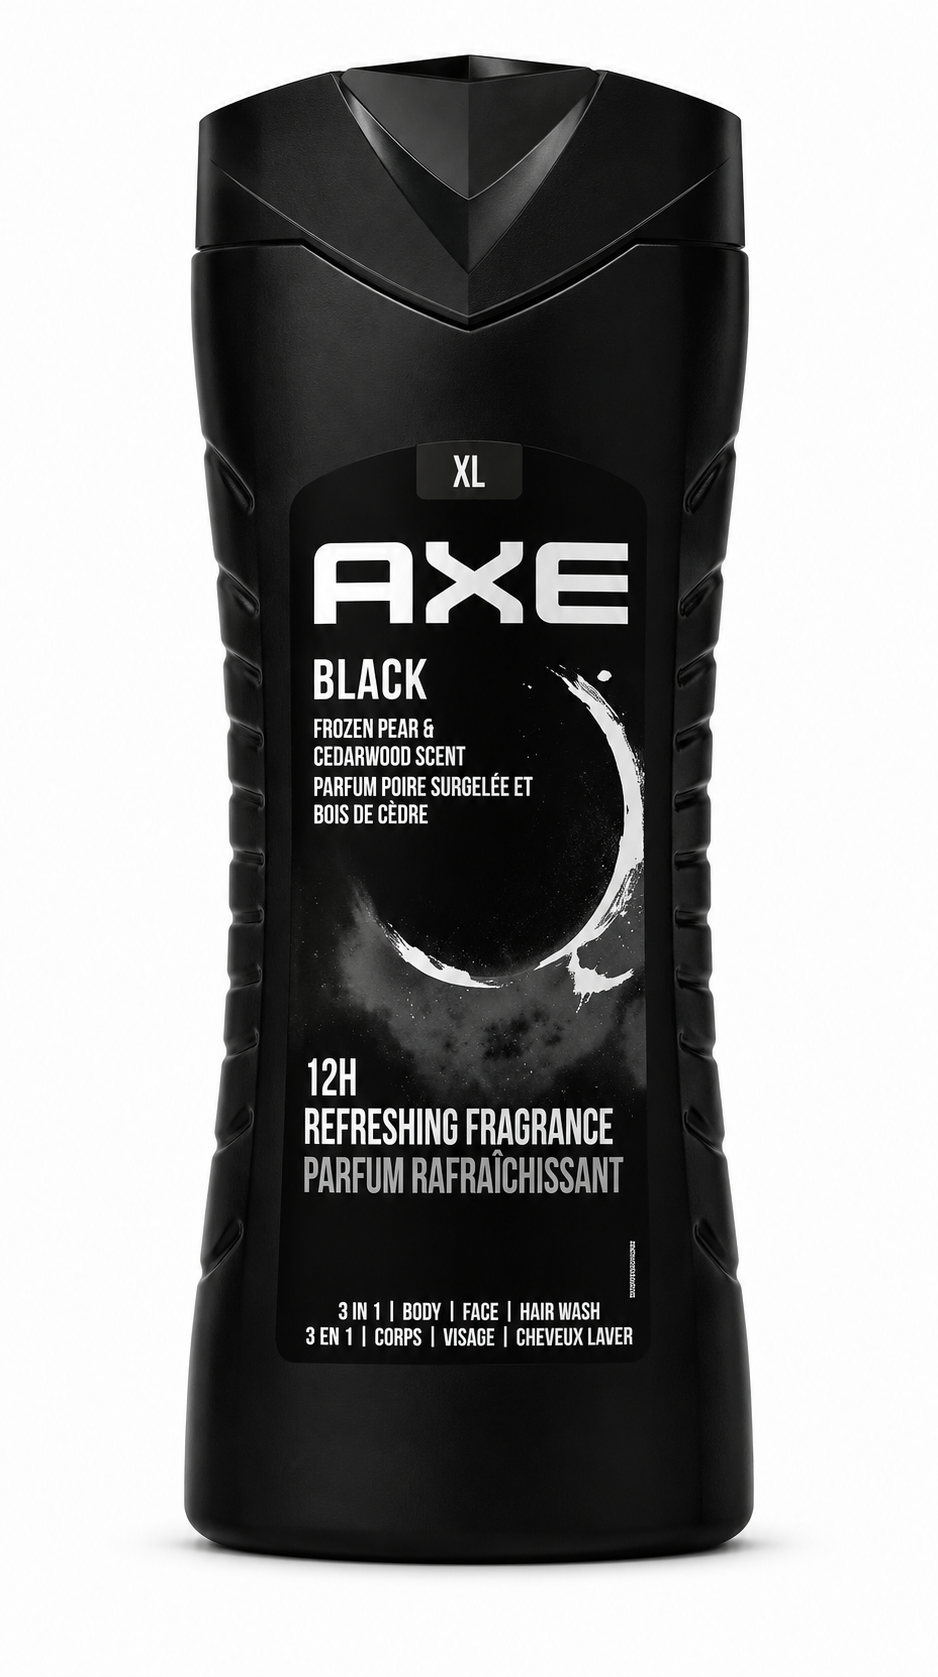 XL
AXE
BLACK
FROZEN PEAR &
CEDARWOOD SCENT
PARFUM POIRE SURGELÉE ET
BOIS DE CÈDRE
12H
REFRESHING FRAGRANCE
PARFUM RAFRAÎCHISSANT
3 IN 1 | BODY | FACE | HAIR WASH
3 EN 1 | CORPS | VISAGE | CHEVEUX LAVER